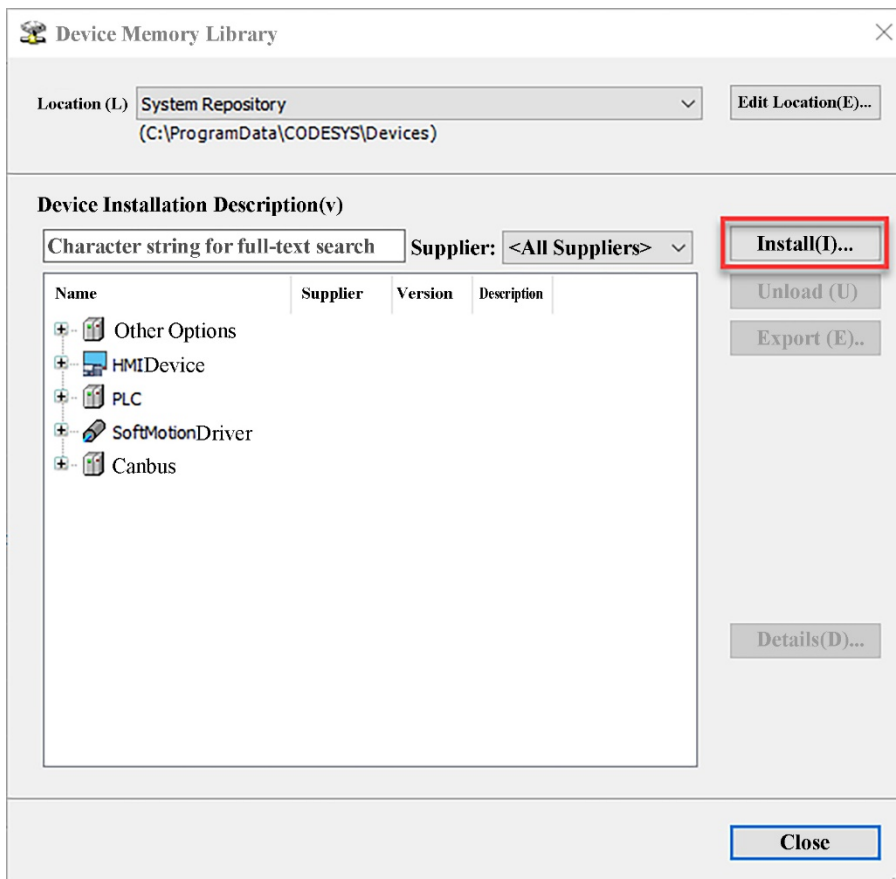 Device Memory Library
Location (L) System Repository Edit Location(E)...
(C:\ProgramData\CODESYS\Devices)
Device Installation Description(v)
Character string for full-text search Supplier: <All Suppliers> Install(I)...
Name Supplier Version Description Unload (U)
Other Options Export (E)..
HMIDevice
PLC
SoftMotionDriver
Canbus
Details(D)...
Close